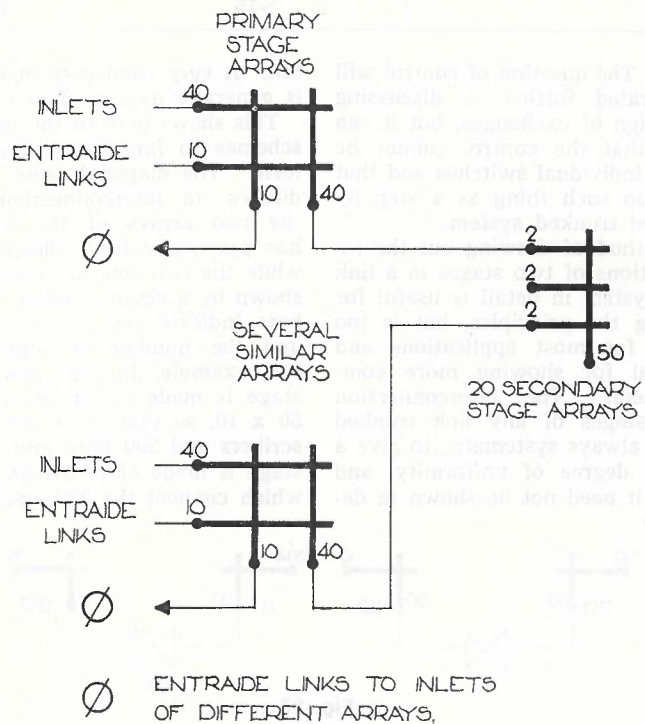 PRIMARY
STAGE
ARRAYS
INLETS
40
ENTRAIDE
LINKS
10
10
40
Ø
2
2
2
50
20 SECONDARY
STAGE ARRAYS
SEVERAL
SIMILAR
ARRAYS
INLETS
40
ENTRAIDE
LINKS
10
10
40
Ø
Ø ENTRAIDE LINKS TO INLETS
OF DIFFERENT ARRAYS,